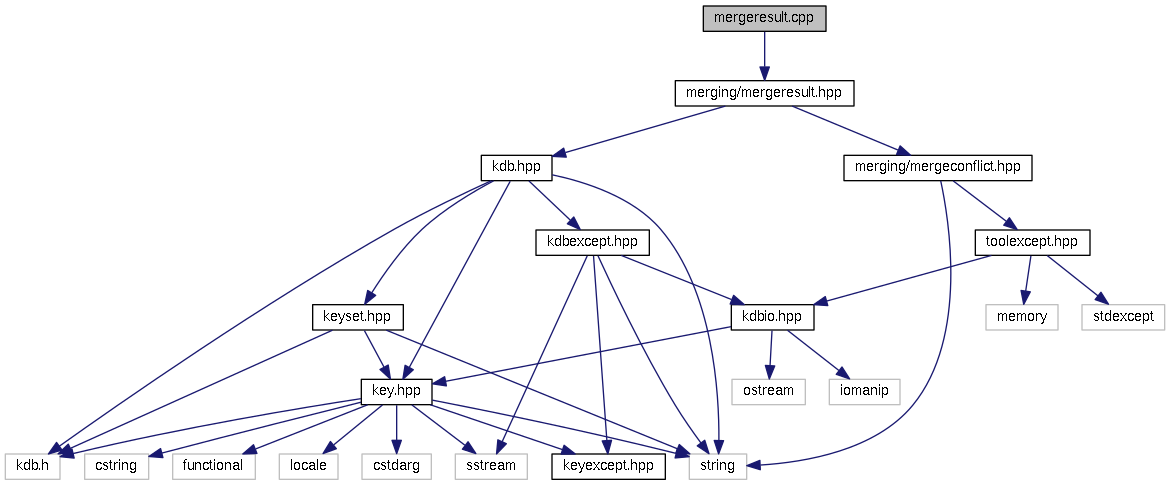 mergeresult.cpp
merging/mergeresult.hpp
kdb.hpp
merging/mergeconflict.hpp
kdbexcept.hpp
toolexcept.hpp
keyset.hpp
kdbio.hpp
memory
stdexcept
key.hpp
ostream
iomanip
kdb.h
cstring
functional
locale
cstdarg
sstream
keyexcept.hpp
string